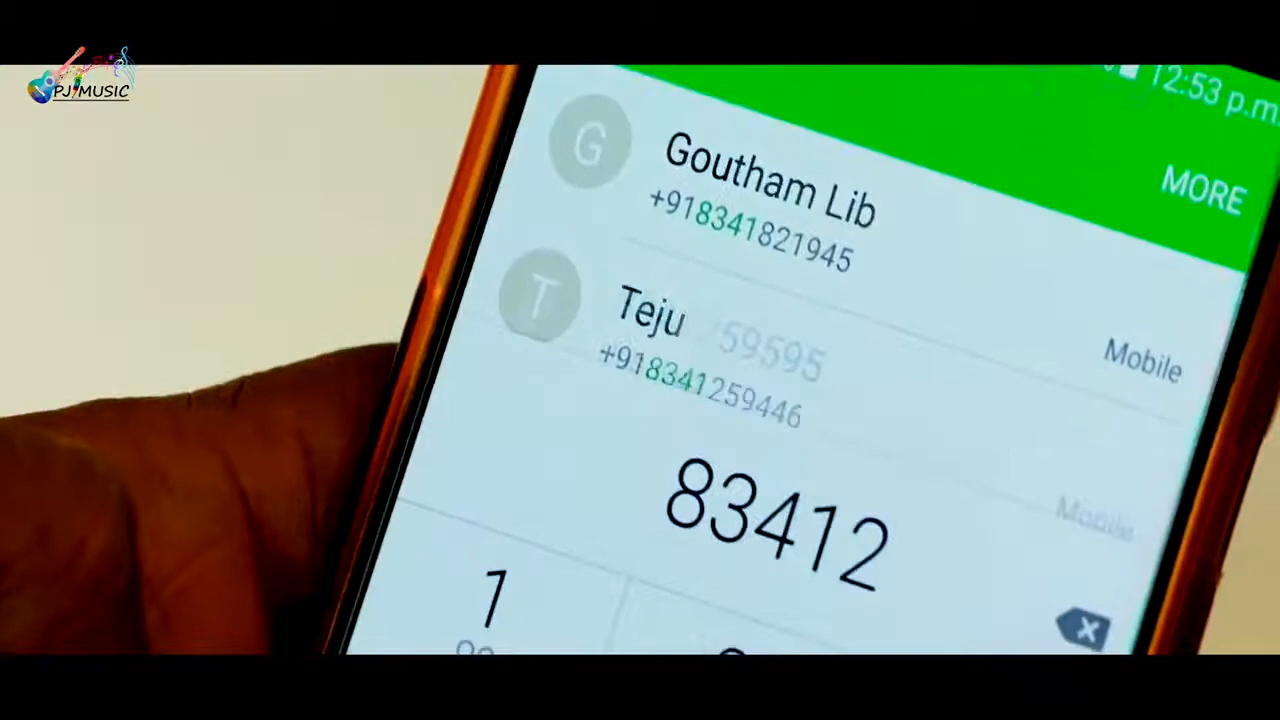 PJ MUSIC
12:53 p.m
MORE
G
Goutham Lib
+918341821945
Mobile
T
Teju
59595
+918341259446
Mobile
83412
1